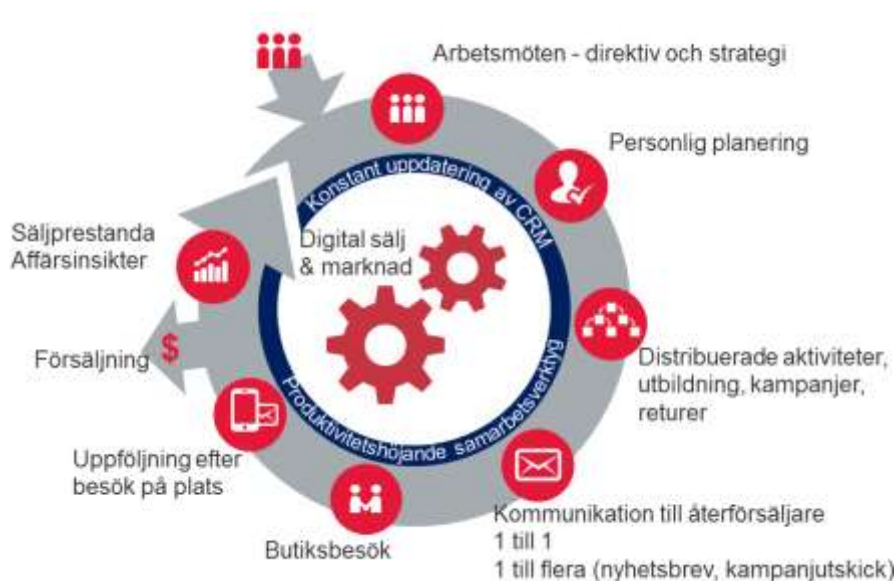 Arbetsmöten - direktiv och strategi
Personlig planering
Distribuerade aktiviteter,
utbildning, kampanjer,
returer
Kommunikation till återförsäljare
1 till 1
1 till flera (nyhetsbrev, kampanjutskick)
Butiksbesök
Uppföljning efter
besök på plats
Försäljning $
Säljprestanda
Affärsinsikter
Konstant uppdatering av CRM
Digital sälj
& marknad
Produktivitetshöjande samarbetsverktyg